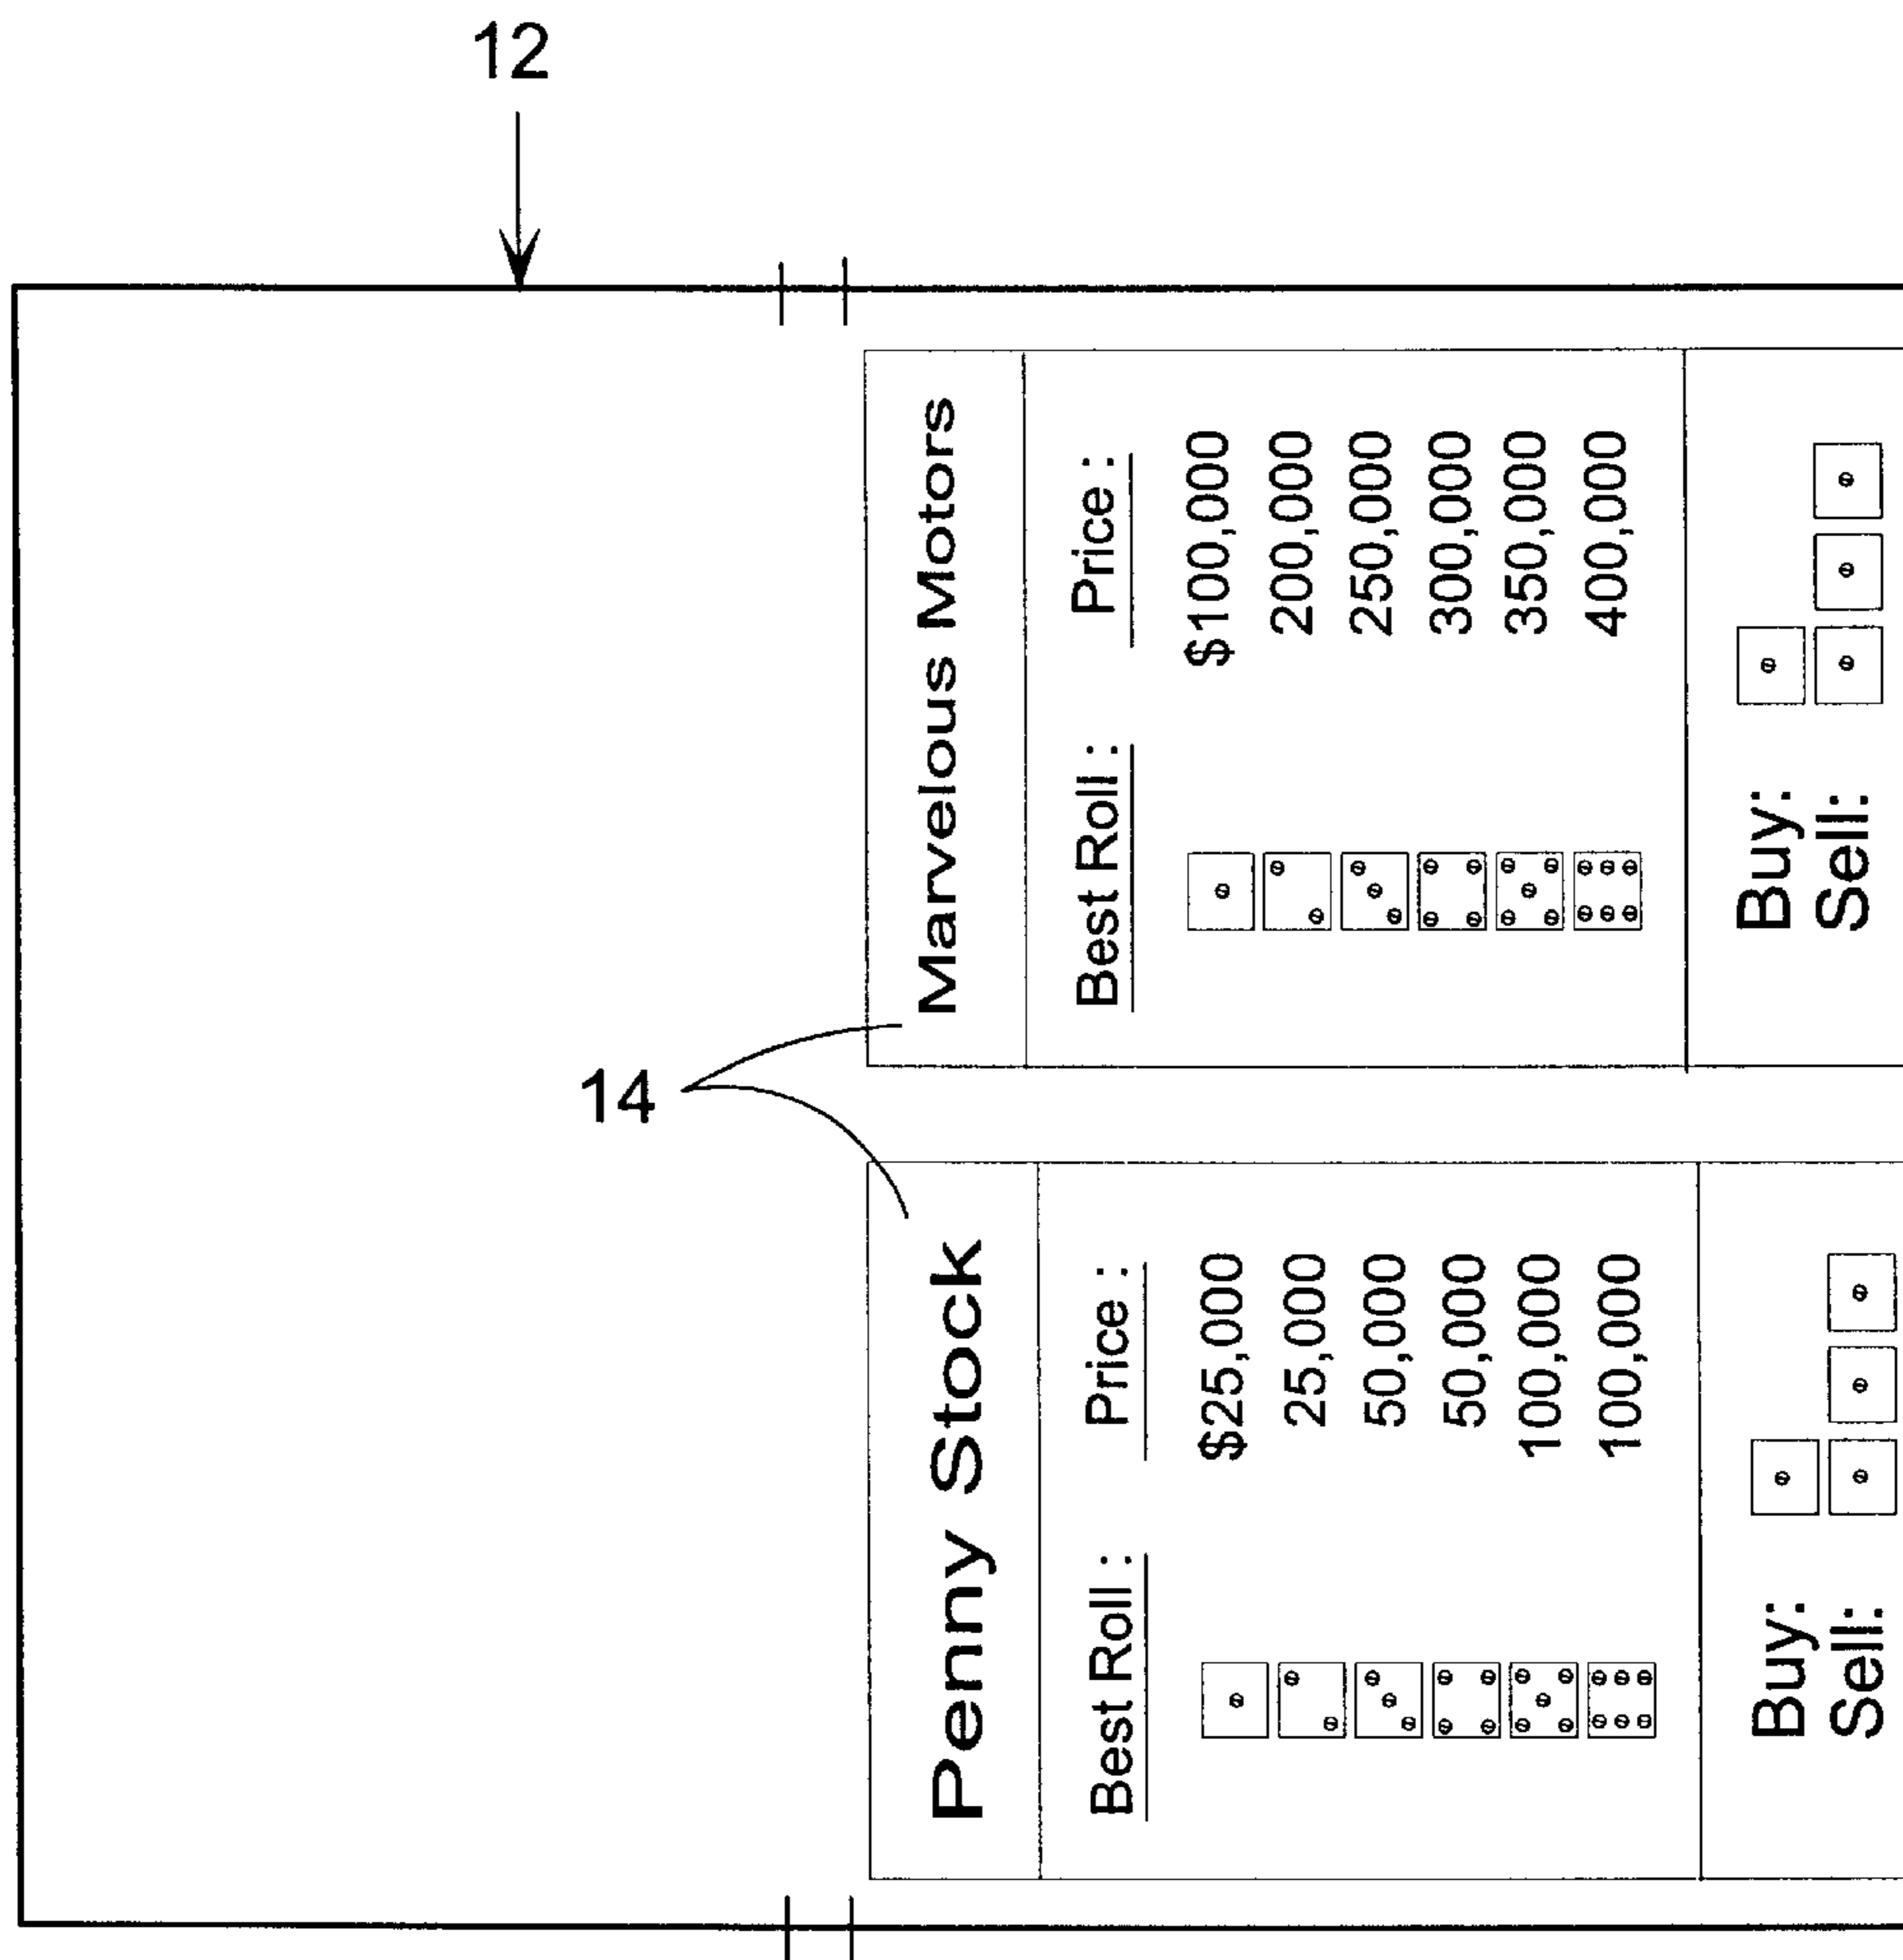 12
14
Penny Stock
Best Roll : Price :
$25,000
25,000
50,000
50,000
100,000
100,000
Buy:
Sell:
Marvelous Motors
Best Roll : Price :
$100,000
200,000
250,000
300,000
350,000
400,000
Buy:
Sell: